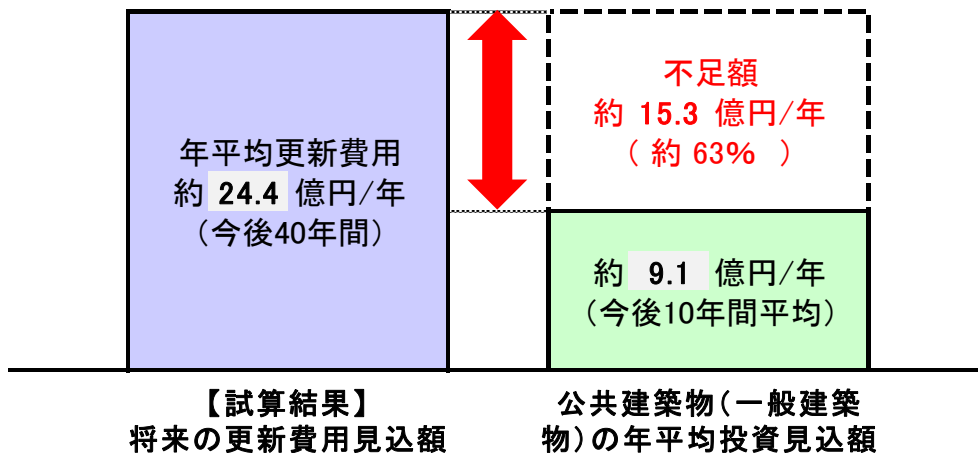 年平均更新費用
約 24.4 億円/年
（今後40年間）
不足額
約 15.3 億円/年
（ 約 63% ）
約 9.1 億円/年
（今後10年間平均）
【試算結果】
将来の更新費用見込額
公共建築物（一般建築
物）の年平均投資見込額